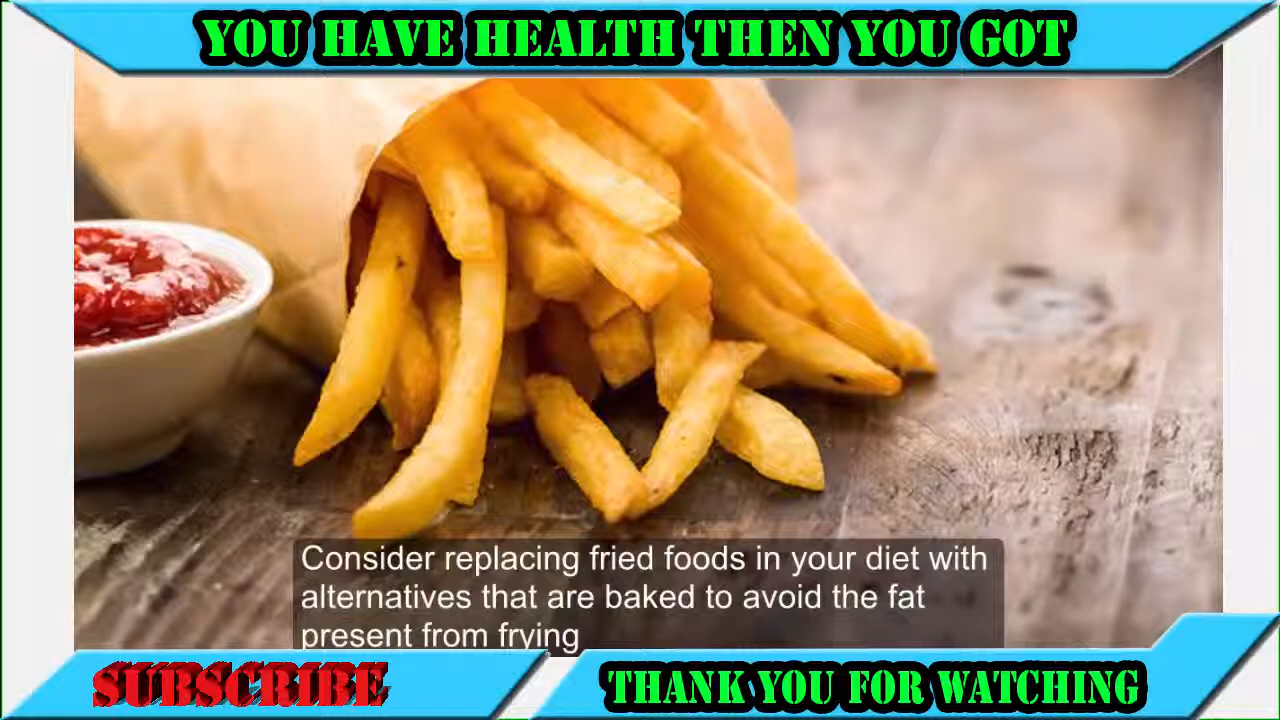 YOU HAVE HEALTH THEN YOU GOT
Consider replacing fried foods in your diet with
alternatives that are baked to avoid the fat
present from frying
SUBSCRIBE
THANK YOU FOR WATCHING